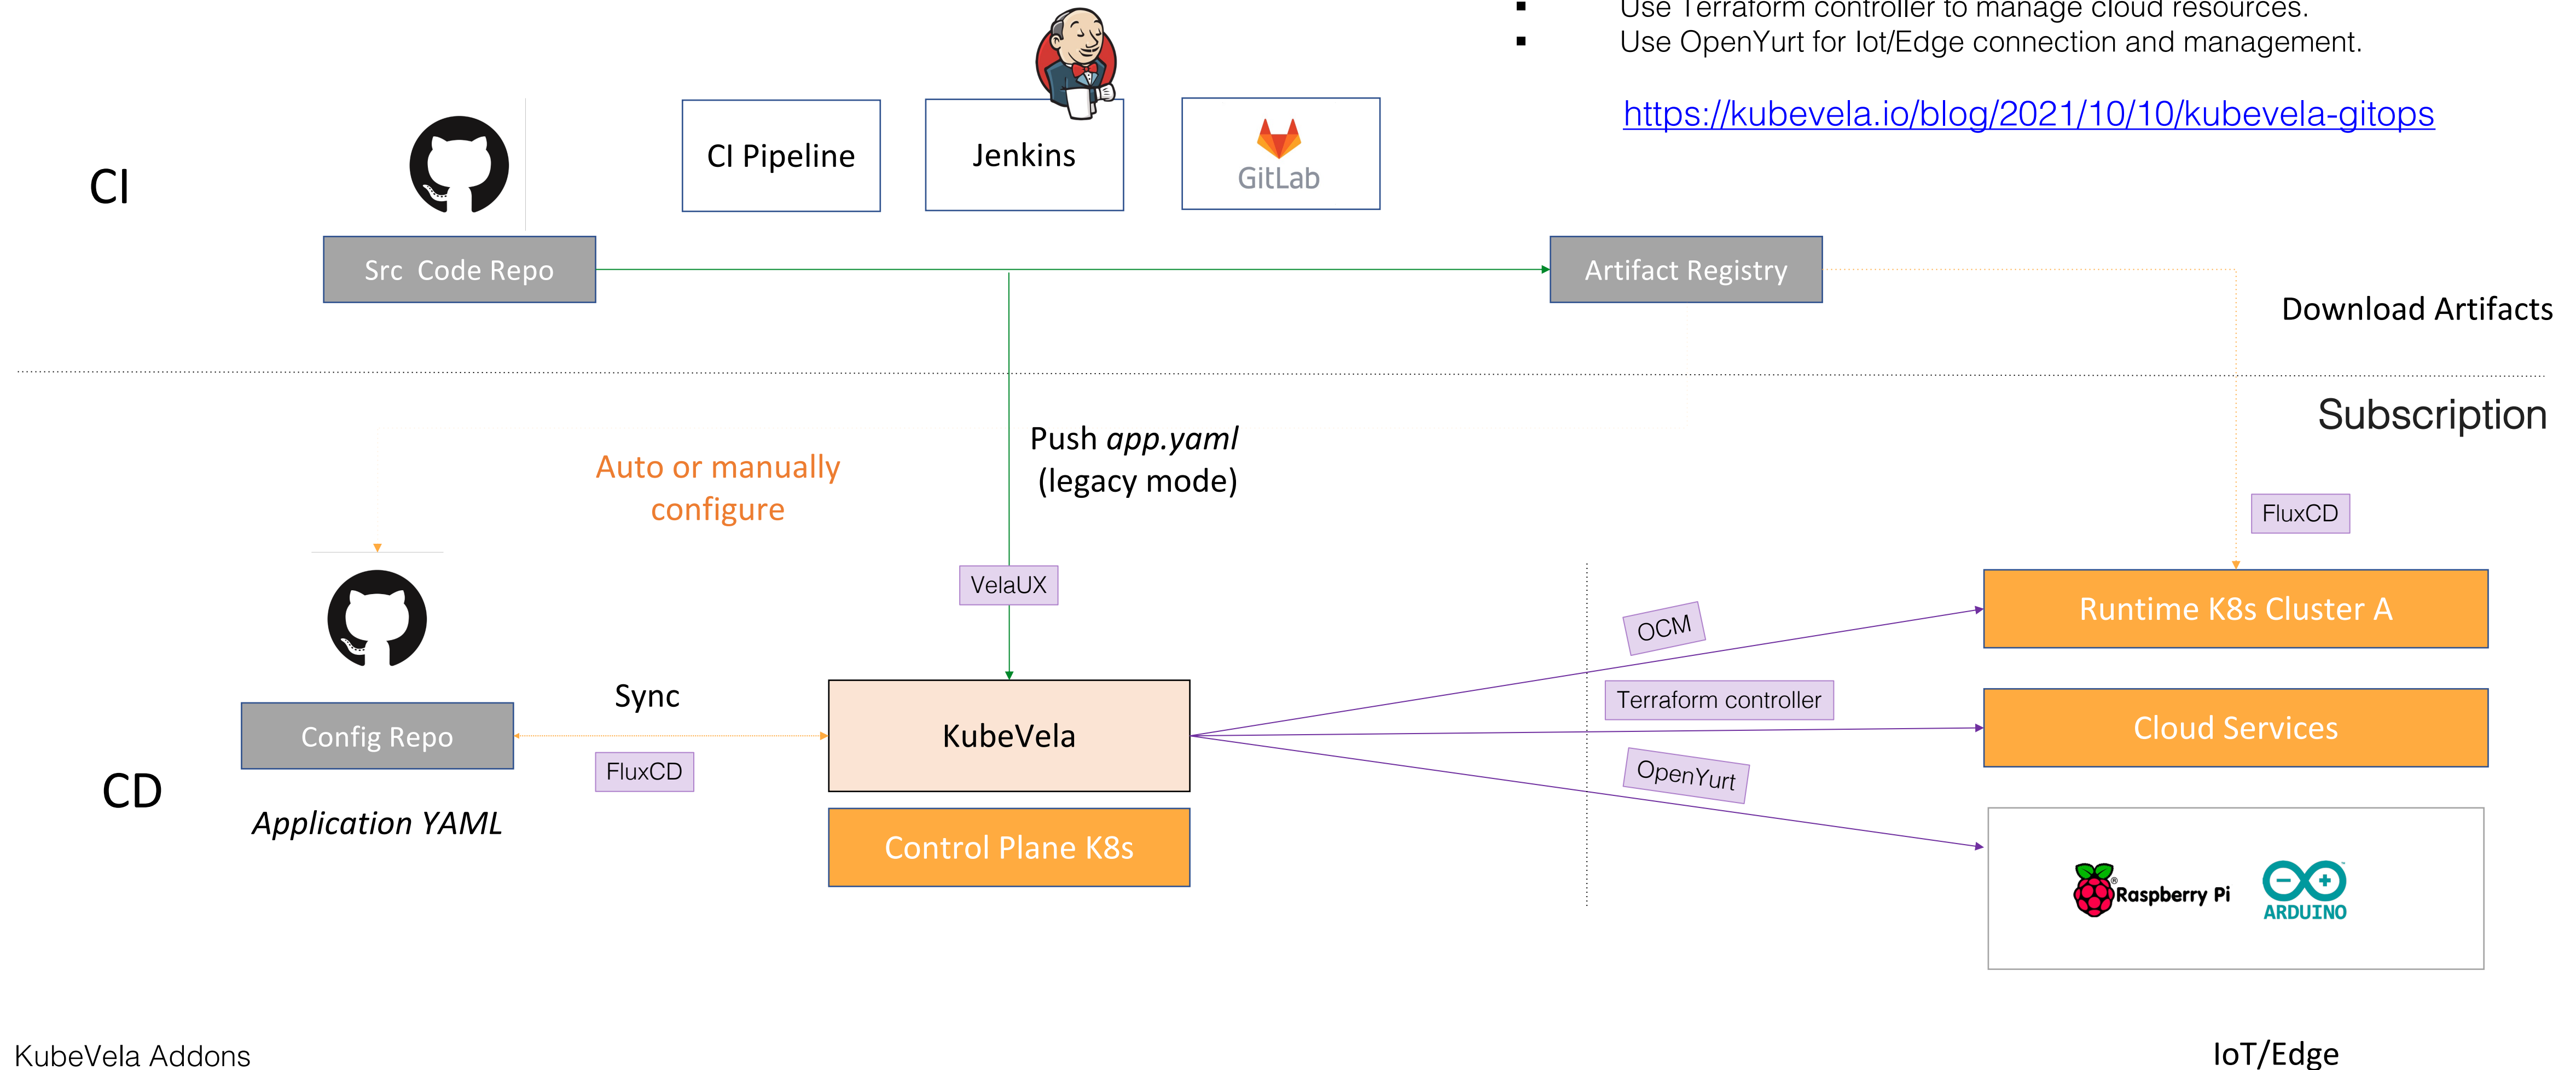 ▪ Use Terraform controller to manage cloud resources.
▪ Use OpenYurt for Iot/Edge connection and management.
https://kubevela.io/blog/2021/10/10/kubevela-gitops
CI
CI Pipeline
Jenkins
GitLab
Src Code Repo
Artifact Registry
Download Artifacts
Subscription
Push app.yaml
(legacy mode)
Auto or manually
configure
FluxCD
VelaUX
OCM
Runtime K8s Cluster A
Sync
Terraform controller
Config Repo
KubeVela
Cloud Services
FluxCD
OpenYurt
CD
Application YAML
Control Plane K8s
Raspberry Pi
ARDUINO
KubeVela Addons
IoT/Edge